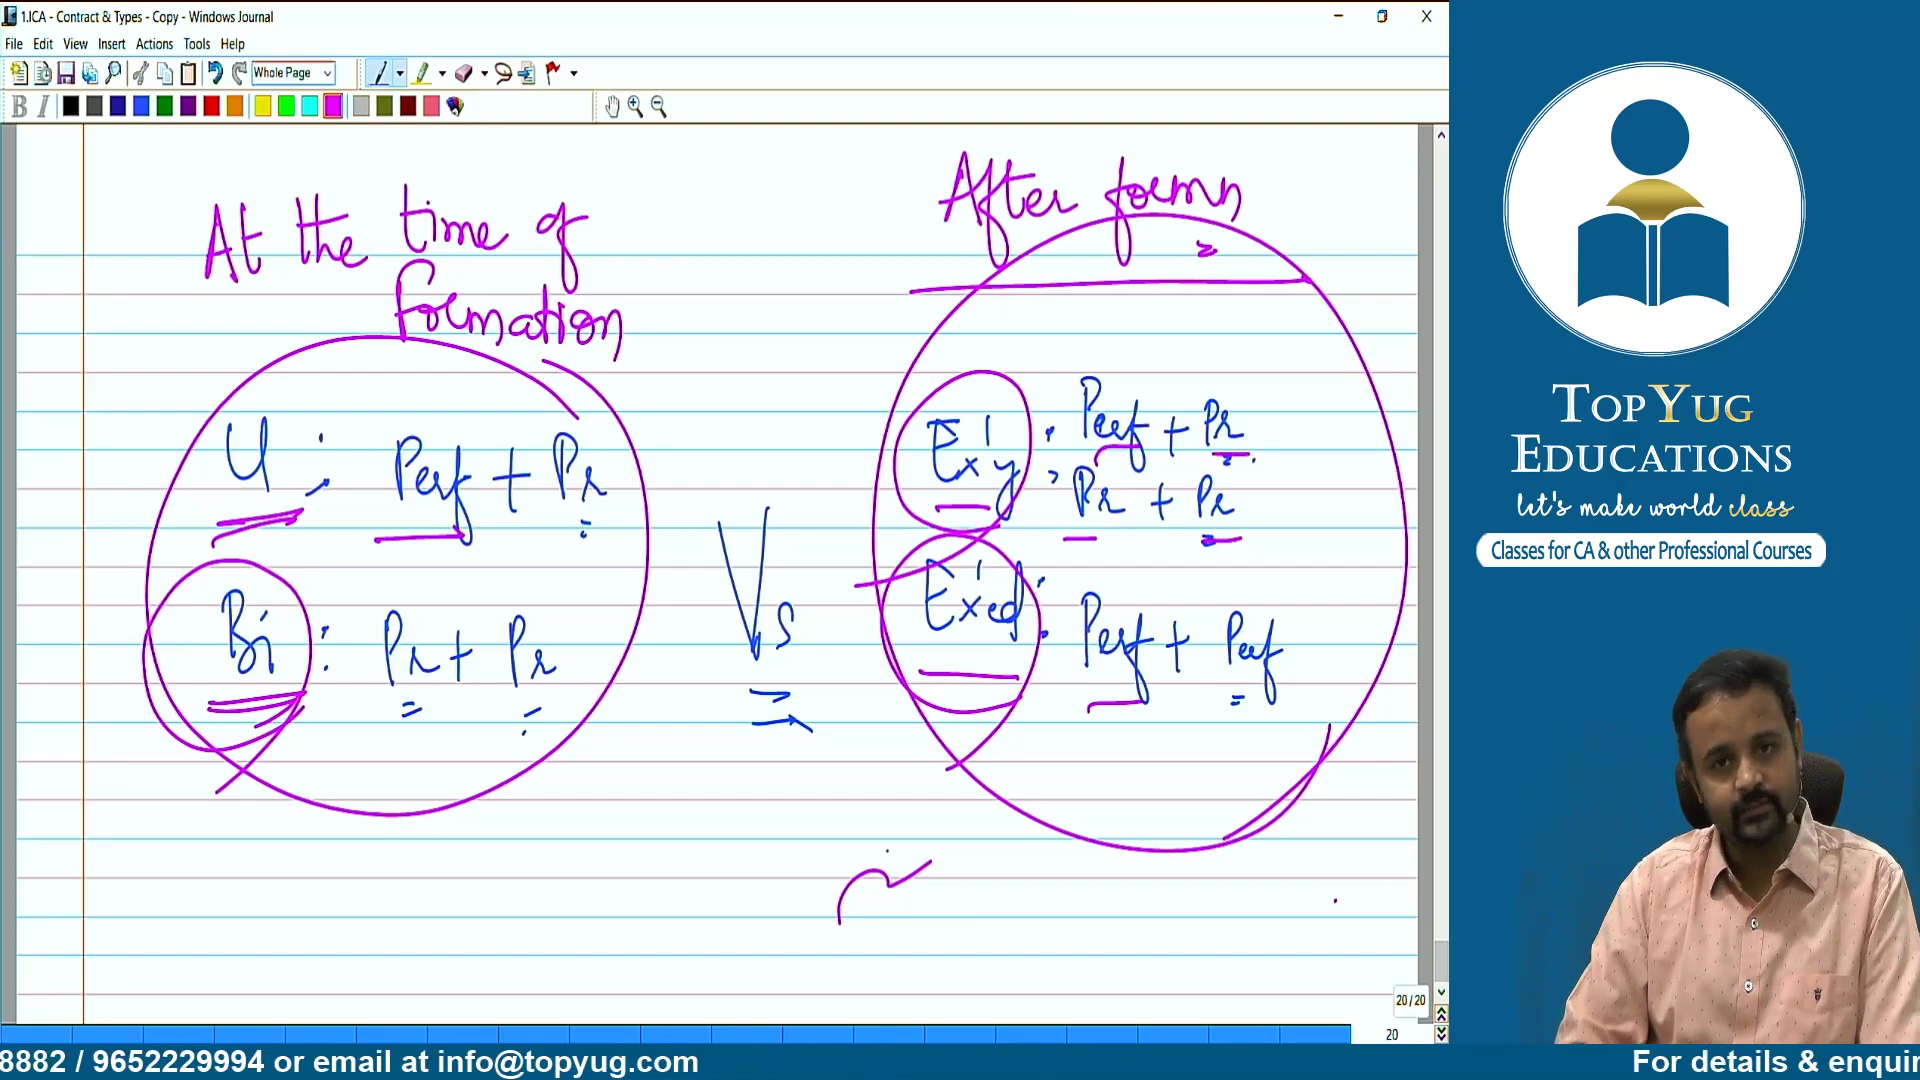 1.ICA - Contract & Types - Copy - Windows Journal
File Edit View Insert Actions Tools Help
Whole Page
B I
At the time of
Formation
After formn
U : Perf + Pr
Bi : Pr + Pr
Vs
Ex'y : Perf + Pr
Pr + Pr
Ex'ed : Perf + Perf
20 / 20
20
TOPYUG
EDUCATIONS
let's make world class
Classes for CA & other Professional Courses
8882 / 9652229994 or email at info@topyug.com
For details & enquir